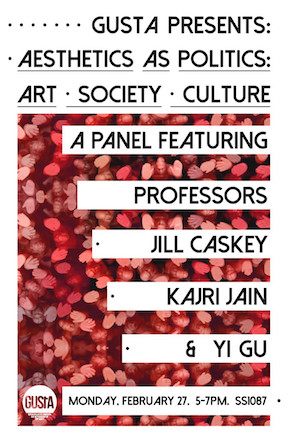 GUSTA PRESENTS:
AESTHETICS AS POLITICS:
ART · SOCIETY · CULTURE
A PANEL FEATURING
PROFESSORS
· JILL CASKEY
· KAJRI JAIN
· & YI GU
GUSTA
MONDAY, FEBRUARY 27. 5-7PM. SS1087